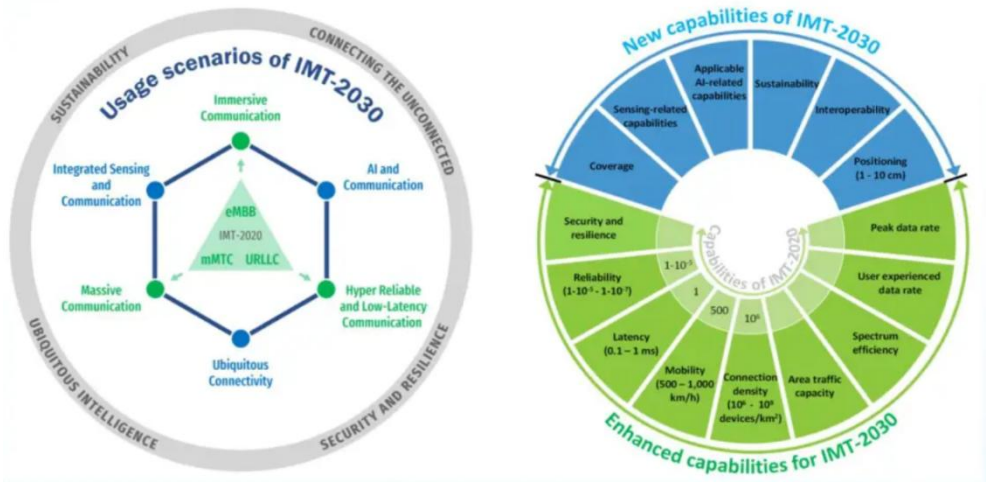 Usage scenarios of IMT-2030
SUSTAINABILITY
CONNECTING THE UNCONNECTED
UBIQUITOUS INTELLIGENCE
SECURITY AND RESILIENCE
Immersive
Communication
Integrated Sensing
and
Communication
AI and
Communication
eMBB
IMT-2020
mMTC URLLC
Massive
Communication
Hyper Reliable
and Low-Latency
Communication
Ubiquitous
Connectivity
New capabilities of IMT-2030
Coverage
Sensing-related
capabilities
Applicable
AI-related
capabilities
Sustainability
Interoperability
Positioning
(1 - 10 cm)
Capabilities of IMT-2020
Security and
resilience
Reliability
(1-10⁻⁵ - 1-10⁻⁷)
1-10⁻⁵
Latency
(0.1 – 1 ms)
1
Mobility
(500 – 1,000
km/h)
500
Connection
density
(10⁶ - 10⁸
devices/km²)
10⁶
Area traffic
capacity
Spectrum
efficiency
User experienced
data rate
Peak data rate
Enhanced capabilities for IMT-2030